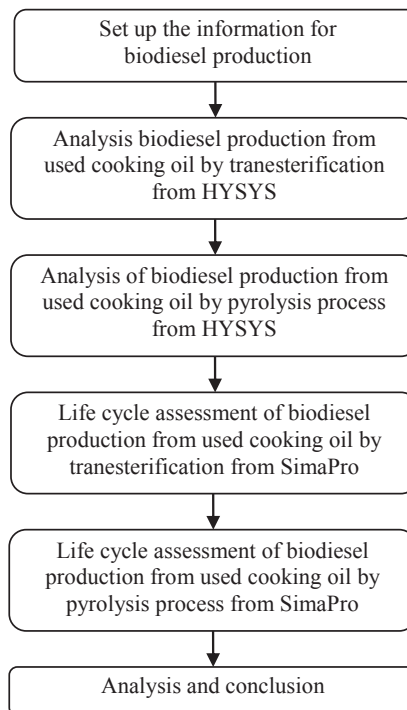 Set up the information for
biodiesel production
Analysis biodiesel production from
used cooking oil by tranesterification
from HYSYS
Analysis of biodiesel production from
used cooking oil by pyrolysis process
from HYSYS
Life cycle assessment of biodiesel
production from used cooking oil by
tranesterification from SimaPro
Life cycle assessment of biodiesel
production from used cooking oil by
pyrolysis process from SimaPro
Analysis and conclusion